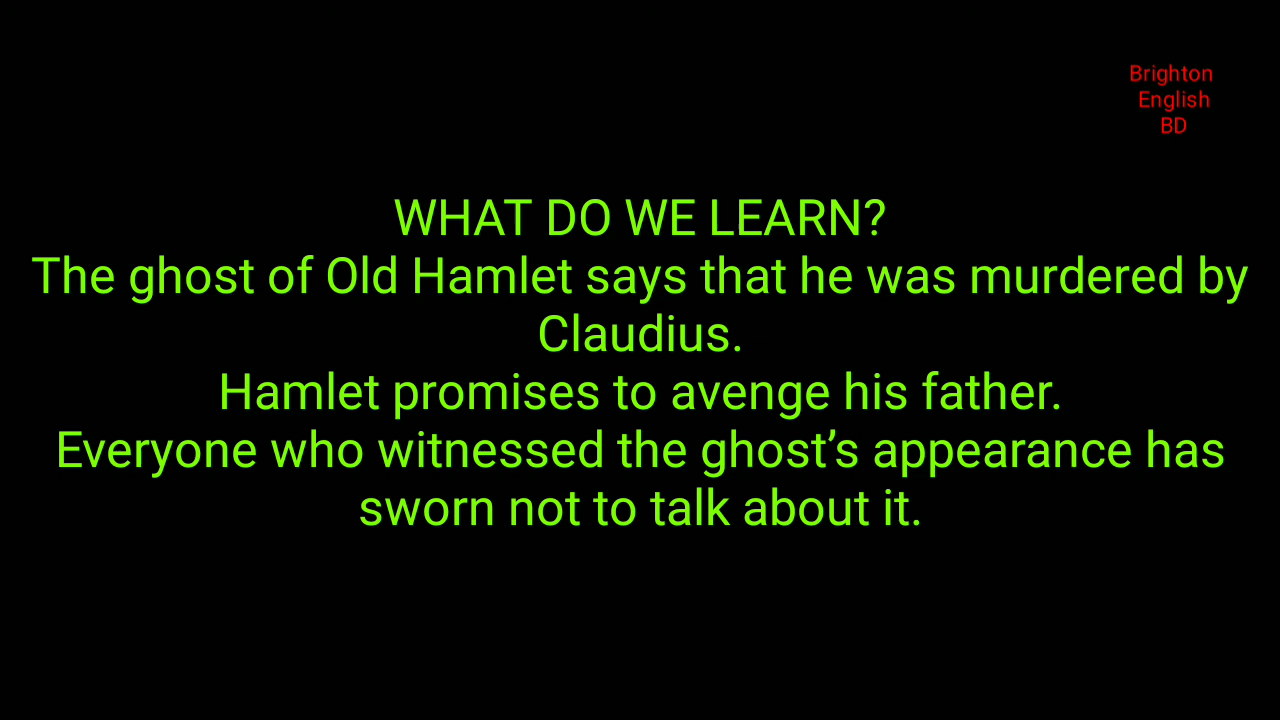 Brighton
English
BD
WHAT DO WE LEARN?
The ghost of Old Hamlet says that he was murdered by
Claudius.
Hamlet promises to avenge his father.
Everyone who witnessed the ghost’s appearance has
sworn not to talk about it.